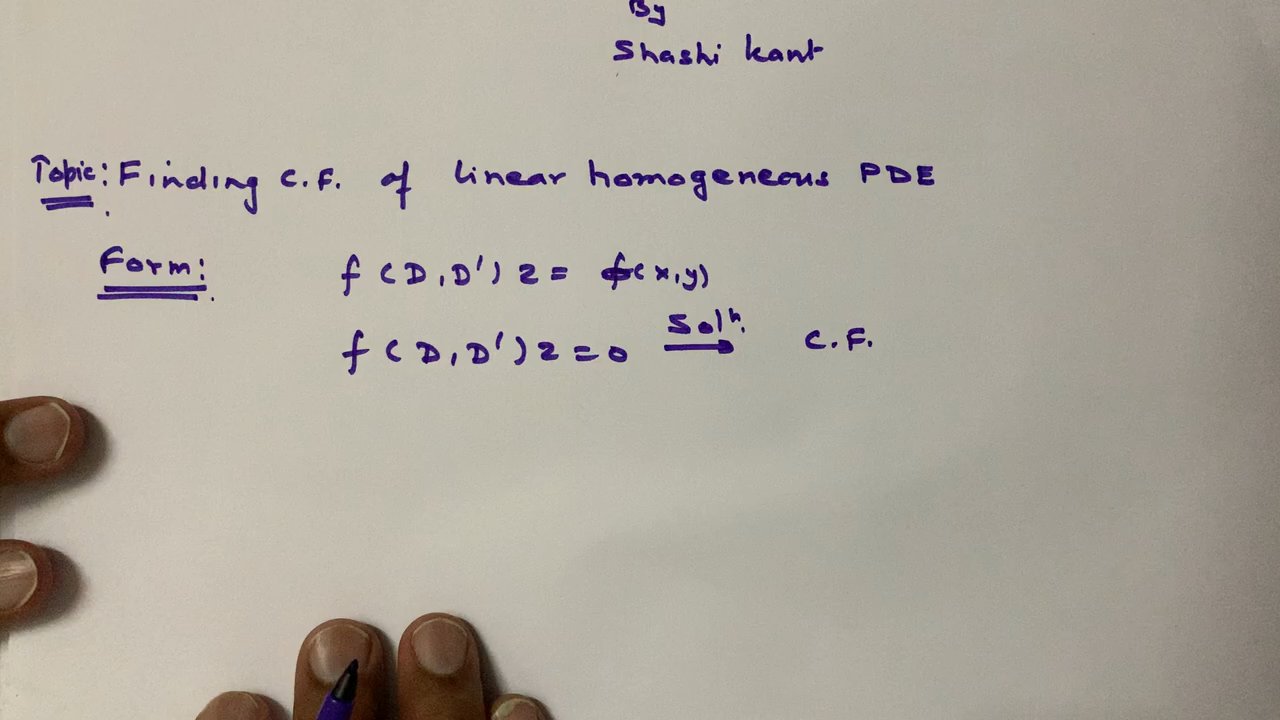 By
Shashi kant
Topic: Finding C.F. of linear homogeneous PDE
Form: f(D,D')z = f(x,y)
f(D,D')z=0 Solⁿ. → C.F.